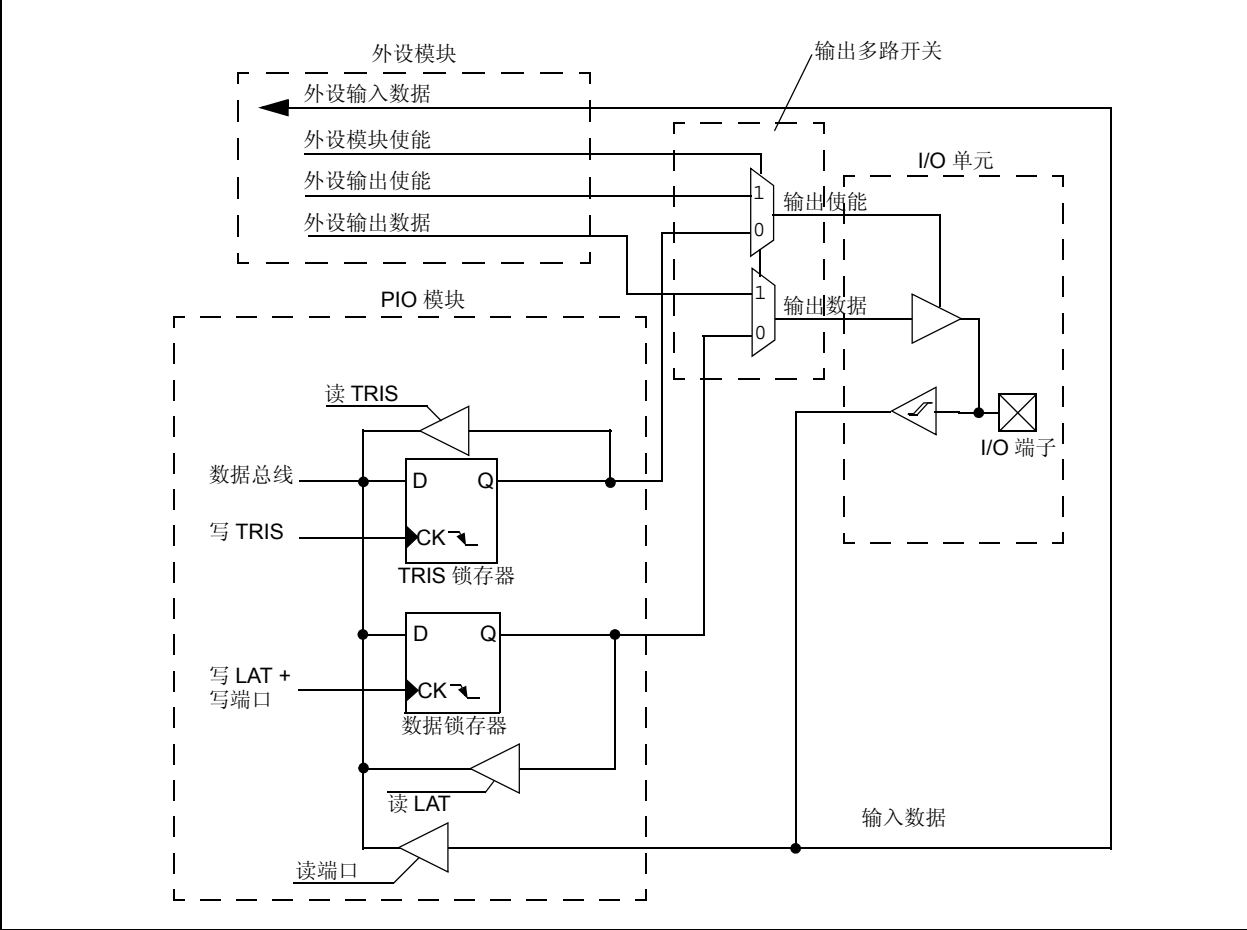 外设模块
输出多路开关
外设输入数据
外设模块使能
外设输出使能
外设输出数据
I/O 单元
1
0
输出使能
1
0
输出数据
PIO 模块
读 TRIS
I/O 端子
数据总线
D
Q
写 TRIS
CK
TRIS 锁存器
D
Q
写 LAT +
写端口
CK
数据锁存器
读 LAT
输入数据
读端口